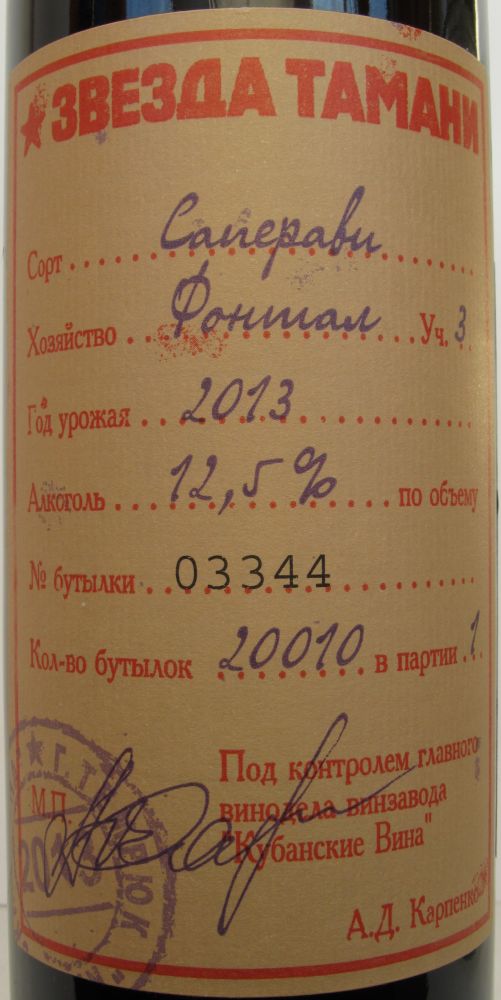 ★ЗВЕЗДА ТАМАНИ
Сорт Саперави
Хозяйство Фонтал Уч. 3
Год урожая 2013
Алкоголь 12,5% по объему
№ бутылки 03344
Кол-во бутылок 20010 в партии 1
Под контролем главного
М.П. винодела винзавода
"Кубанские Вина"
А.Д. Карпенко